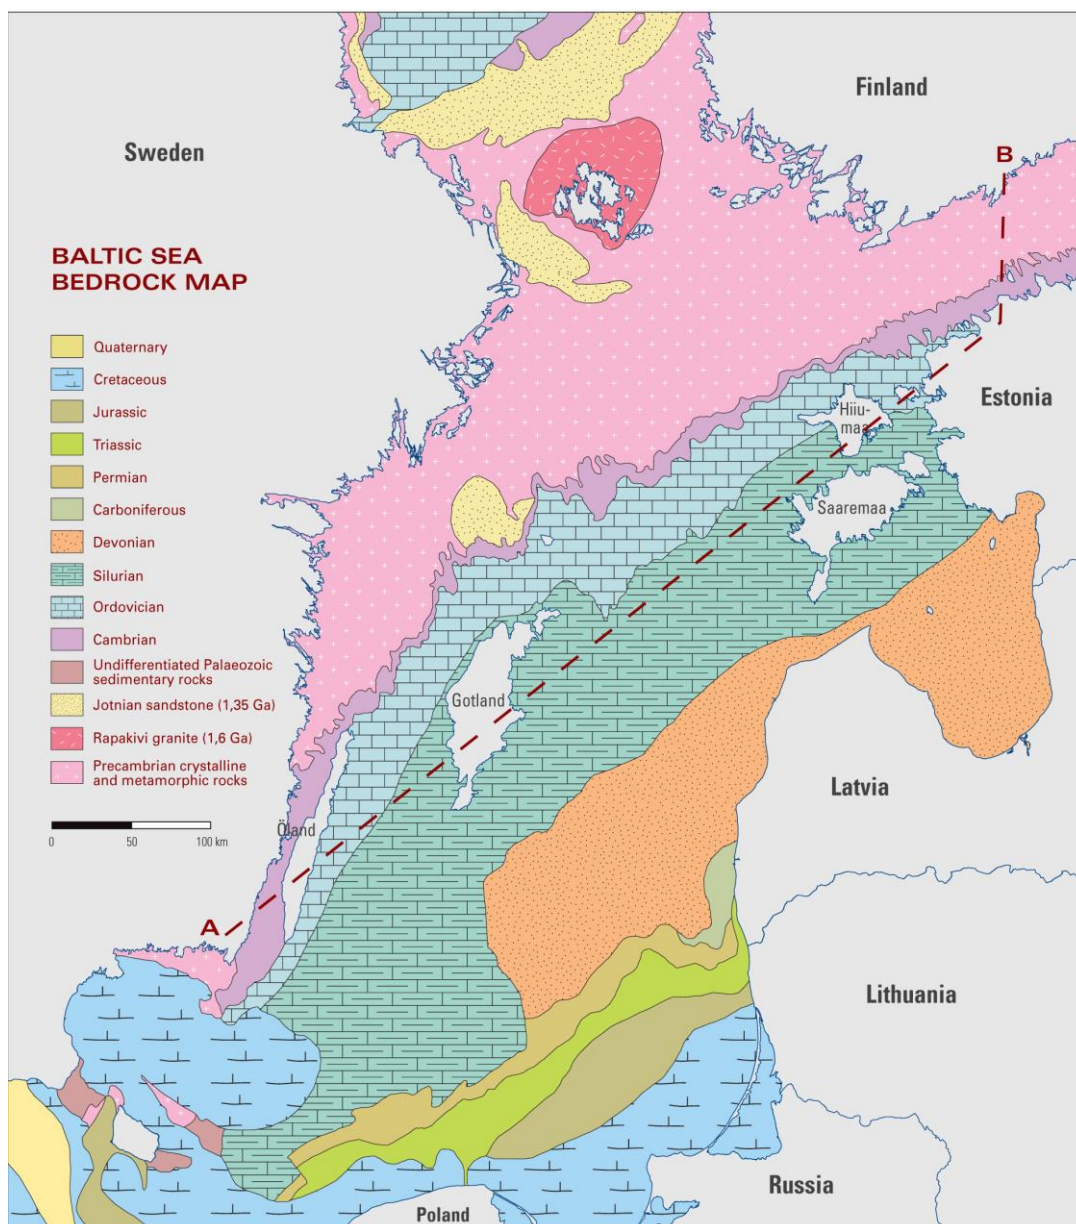 Finland
Sweden
B
BALTIC SEA
BEDROCK MAP
Quaternary
Cretaceous
Jurassic
Triassic
Permian
Carboniferous
Devonian
Silurian
Ordovician
Cambrian
Undifferentiated Palaeozoic
sedimentary rocks
Jotnian sandstone (1,35 Ga)
Rapakivi granite (1,6 Ga)
Precambrian crystalline
and metamorphic rocks
0 50 100 km
Estonia
Hiiu-
maa
Saaremaa
Gotland
Öland
Latvia
A
Lithuania
Russia
Poland